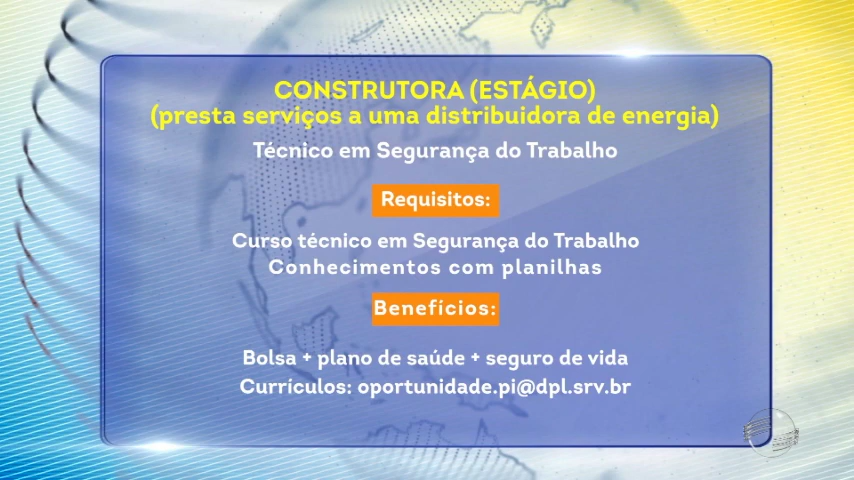 CONSTRUTORA (ESTÁGIO)
(presta serviços a uma distribuidora de energia)
Técnico em Segurança do Trabalho
Requisitos:
Curso técnico em Segurança do Trabalho
Conhecimentos com planilhas
Benefícios:
Bolsa + plano de saúde + seguro de vida
Currículos: oportunidade.pi@dpl.srv.br